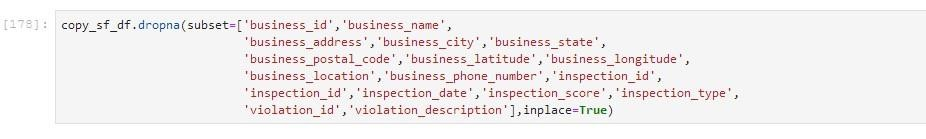 [178]: copy_sf_df.dropna(subset=['business_id','business_name',
'business_address','business_city','business_state',
'business_postal_code','business_latitude','business_longitude',
'business_location','business_phone_number','inspection_id',
'inspection_id','inspection_date','inspection_score','inspection_type',
'violation_id','violation_description'],inplace=True)